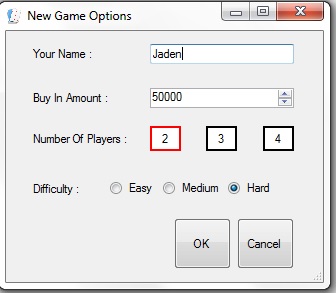 New Game Options
Your Name : Jaden
Buy In Amount : 50000
Number Of Players : 2 3 4
Difficulty : Easy Medium Hard
OK Cancel